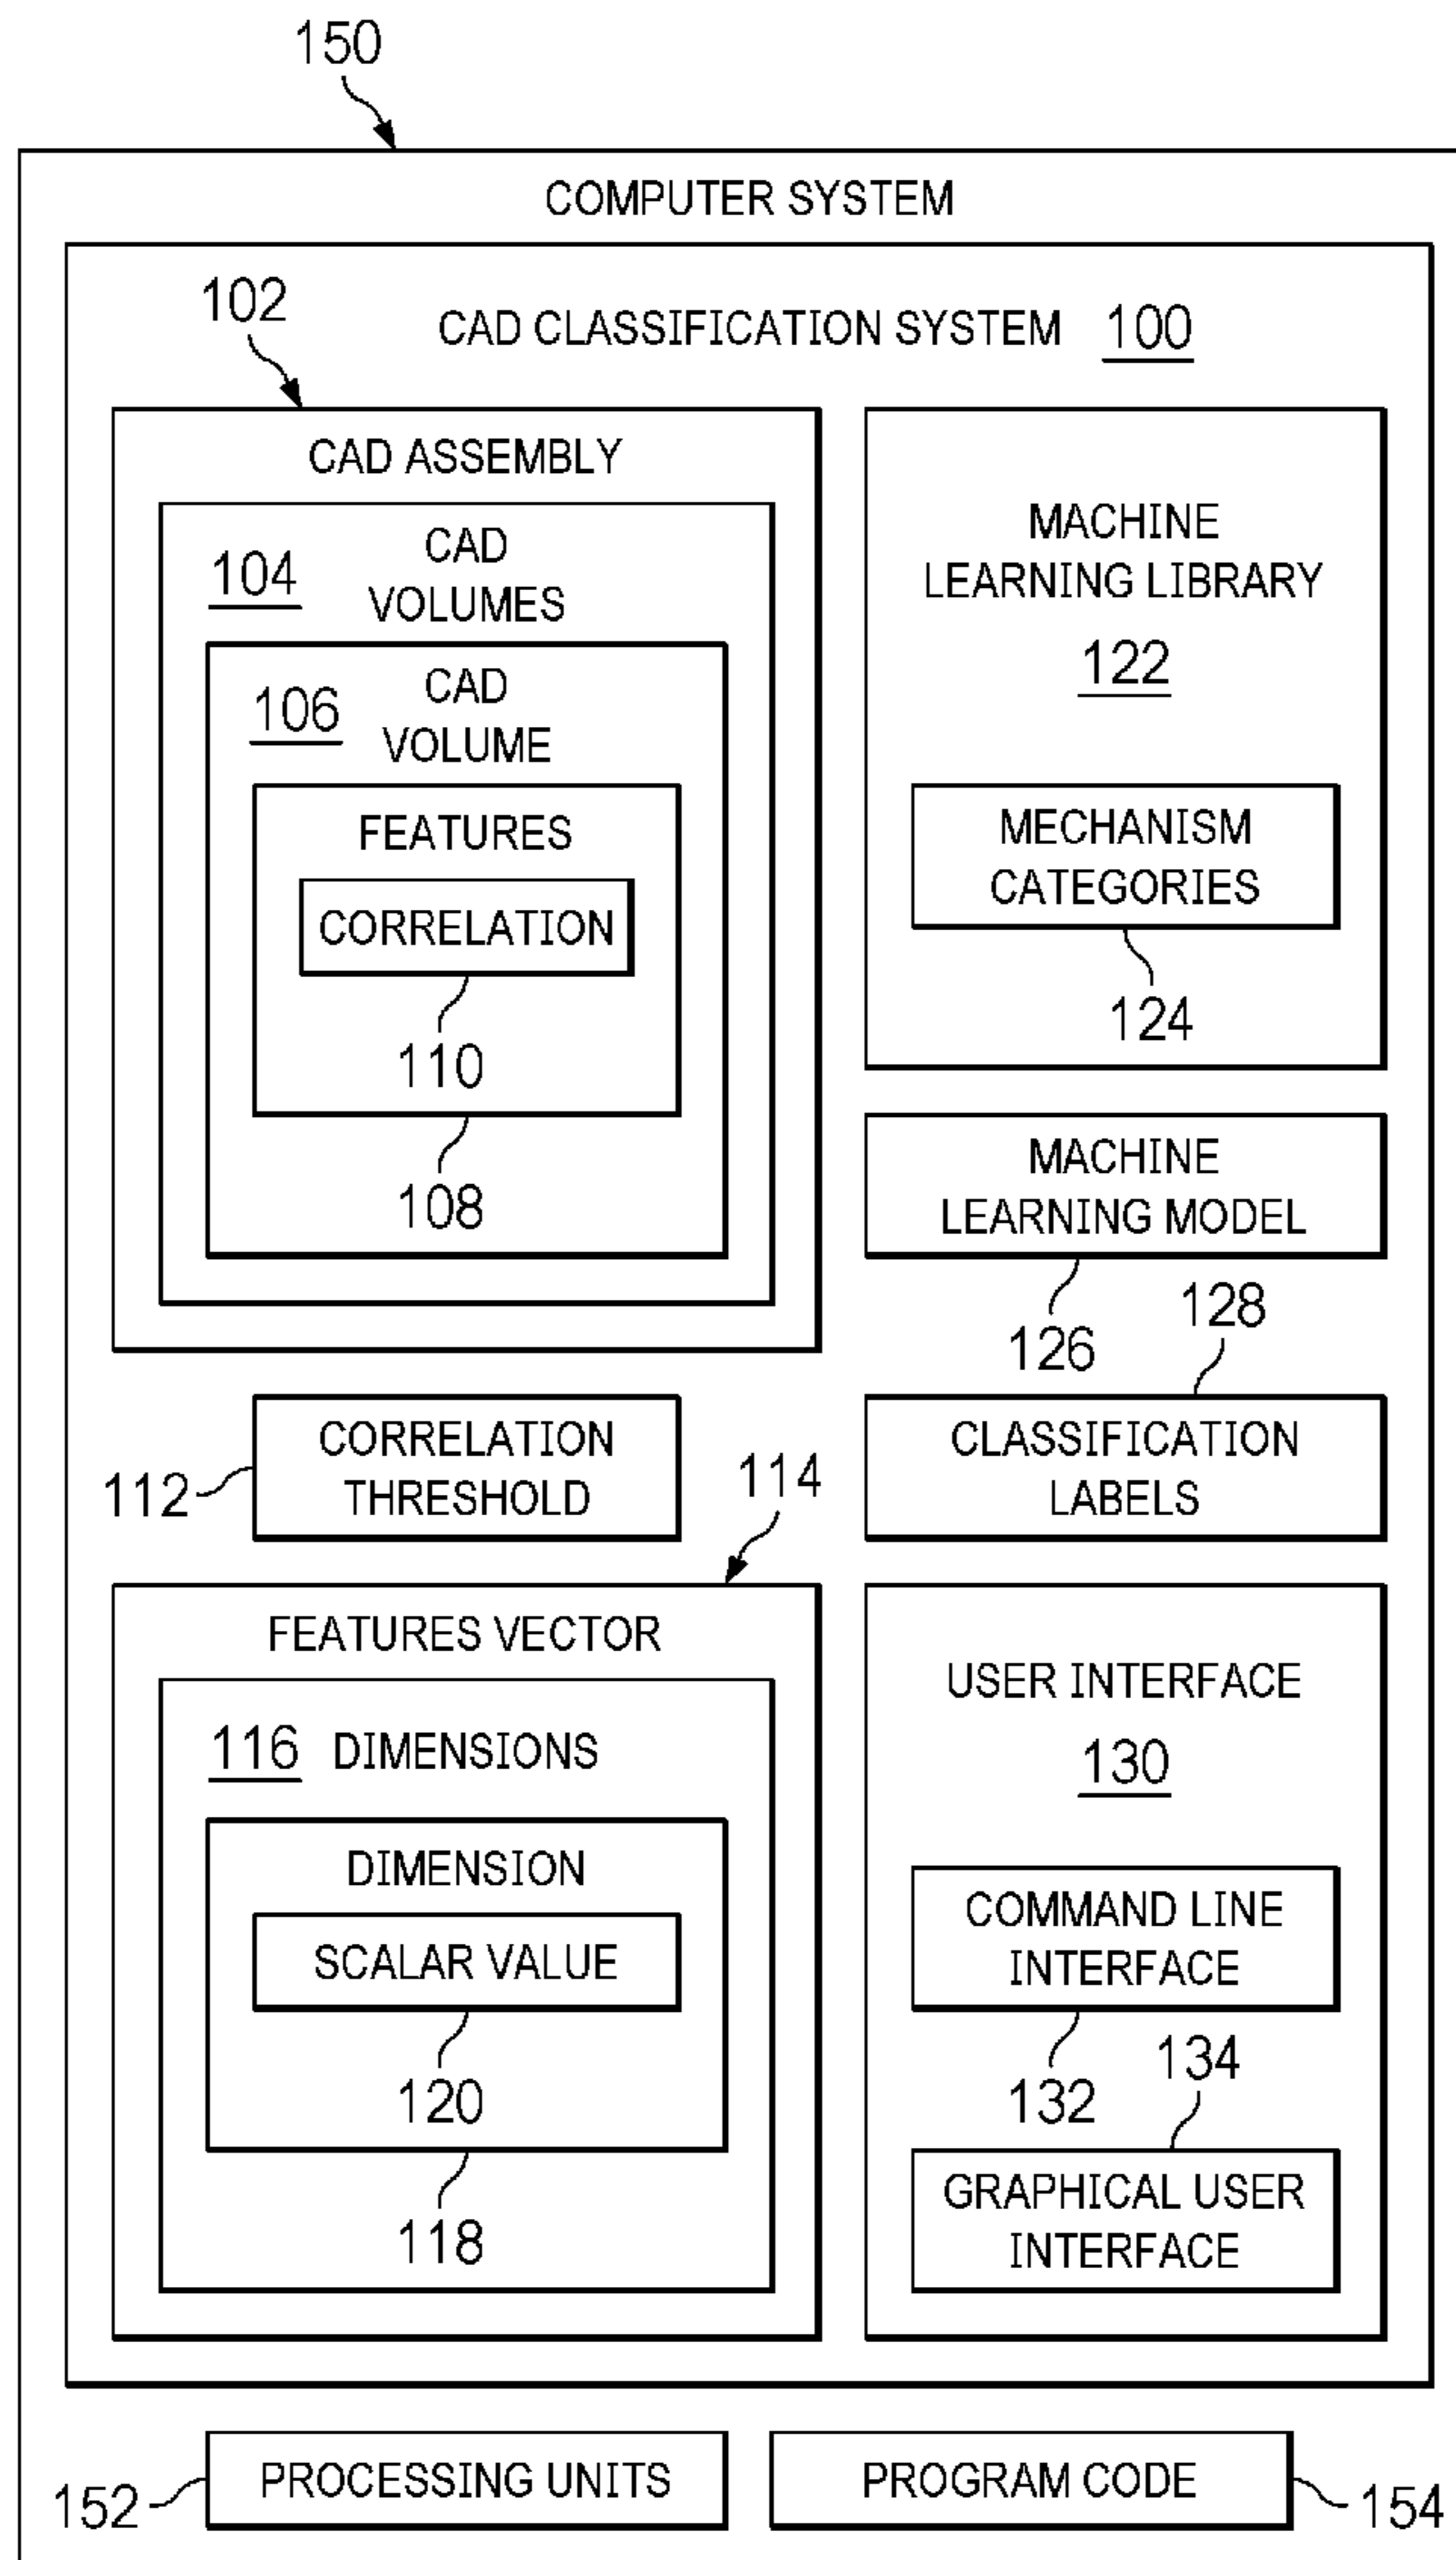 150
COMPUTER SYSTEM
102
CAD CLASSIFICATION SYSTEM 100
CAD ASSEMBLY
104
CAD
VOLUMES
106
CAD
VOLUME
FEATURES
CORRELATION
110
108
MACHINE
LEARNING LIBRARY
122
MECHANISM
CATEGORIES
124
MACHINE
LEARNING MODEL
126
128
CORRELATION
THRESHOLD
112
CLASSIFICATION
LABELS
114
FEATURES VECTOR
116 DIMENSIONS
DIMENSION
SCALAR VALUE
120
118
USER INTERFACE
130
COMMAND LINE
INTERFACE
132
134
GRAPHICAL USER
INTERFACE
152
PROCESSING UNITS
PROGRAM CODE
154